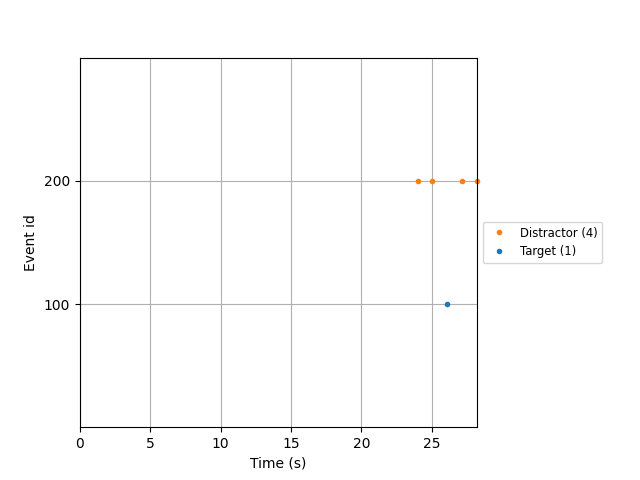 200
100
Event id
0 5 10 15 20 25
Time (s)
Distractor (4)
Target (1)